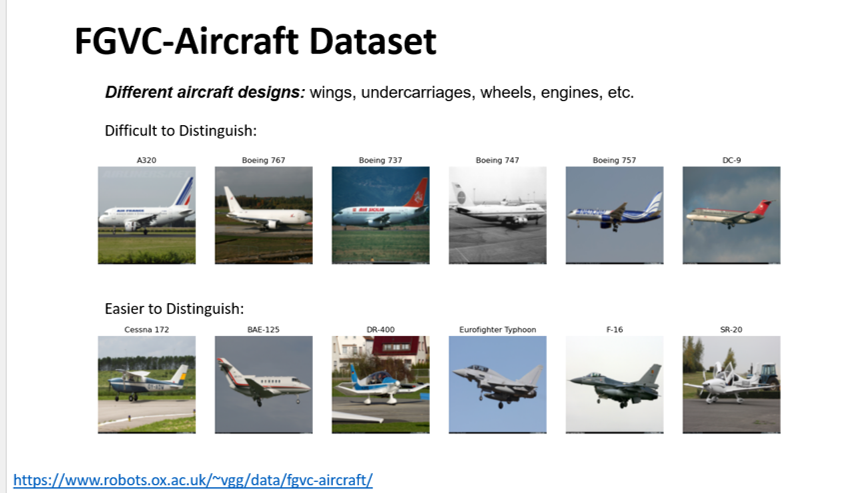 FGVC-Aircraft Dataset
Different aircraft designs: wings, undercarriages, wheels, engines, etc.
Difficult to Distinguish:
A320 Boeing 767 Boeing 737 Boeing 747 Boeing 757 DC-9
AIR FRANCE
Easier to Distinguish:
Cessna 172 BAE-125 DR-400 Eurofighter Typhoon F-16 SR-20
https://www.robots.ox.ac.uk/~vgg/data/fgvc-aircraft/